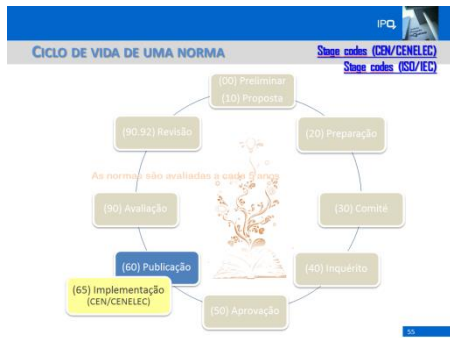 IPQ
CICLO DE VIDA DE UMA NORMA
Stage codes (CEN/CENELEC)
Stage codes (ISO/IEC)
(00) Preliminar
(10) Proposta
(90.92) Revisão
(20) Preparação
As normas são avaliadas a cada 5 anos
(90) Avaliação
(30) Comité
(60) Publicação
(40) Inquérito
(65) Implementação
(CEN/CENELEC)
(50) Aprovação
55